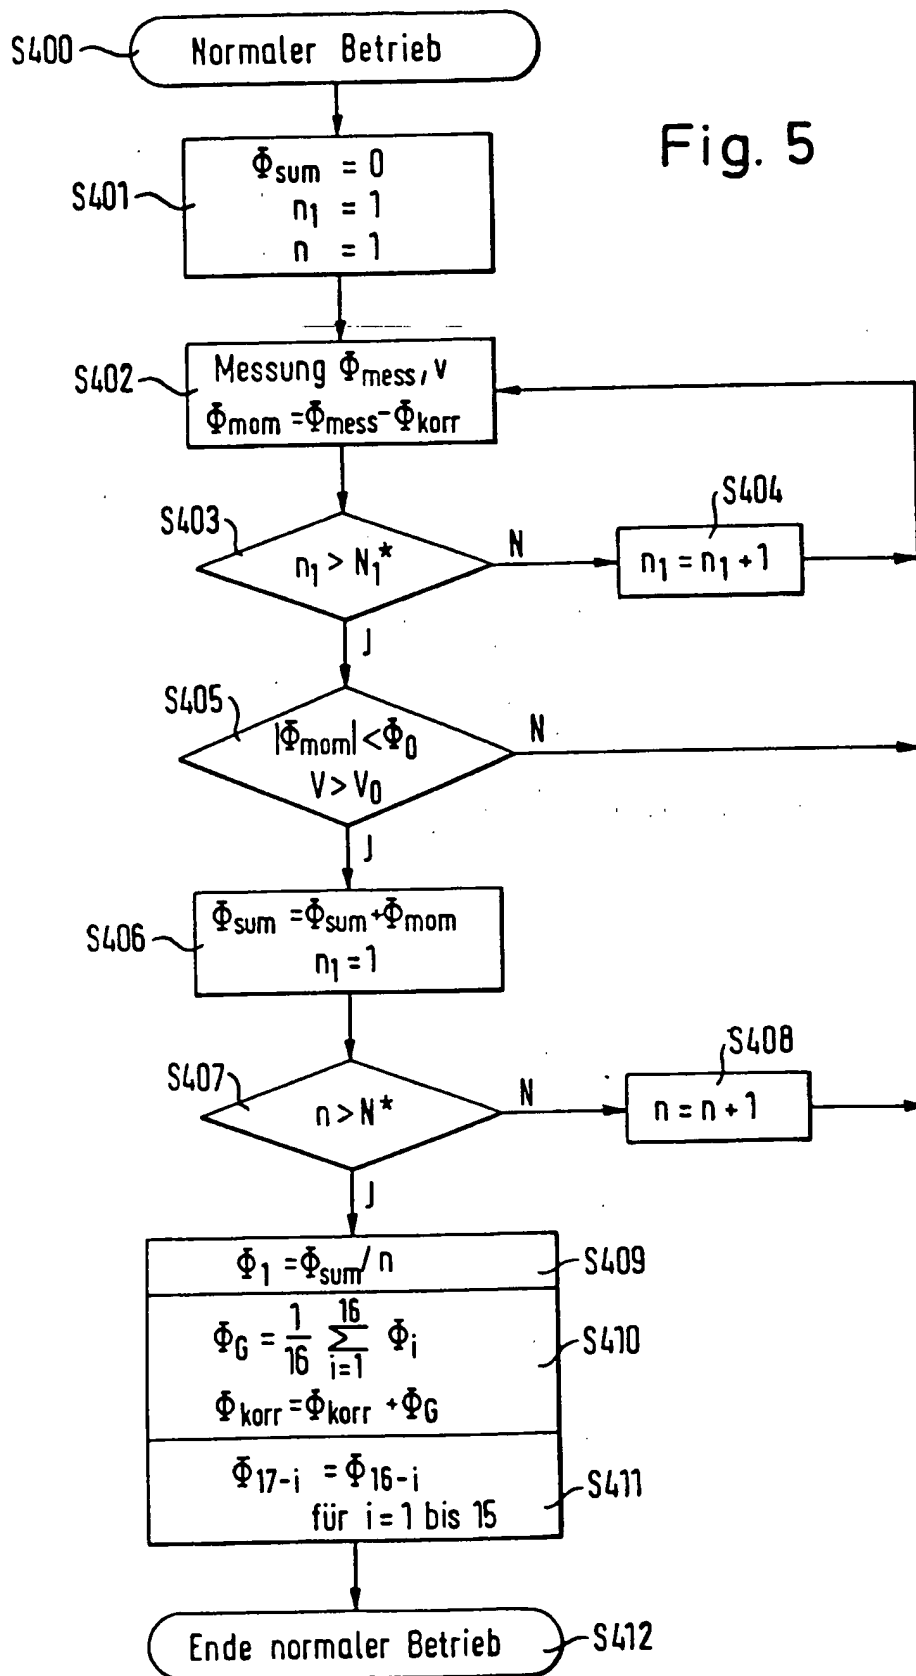 S400
Normaler Betrieb
Fig. 5
S401
Φsum = 0
n1 = 1
n = 1
S402
Messung Φmess, v
Φmom = Φmess - Φkorr
S403
n1 > N1*
N
S404
n1 = n1 + 1
J
S405
|Φmom| < Φ0
V > V0
N
J
S406
Φsum = Φsum + Φmom
n1 = 1
S407
n > N*
N
S408
n = n + 1
J
Φ1 = Φsum / n
S409
ΦG = 1/16 16∑i=1 Φi
S410
Φkorr = Φkorr + ΦG
Φ17-i = Φ16-i
für i = 1 bis 15
S411
Ende normaler Betrieb
S412